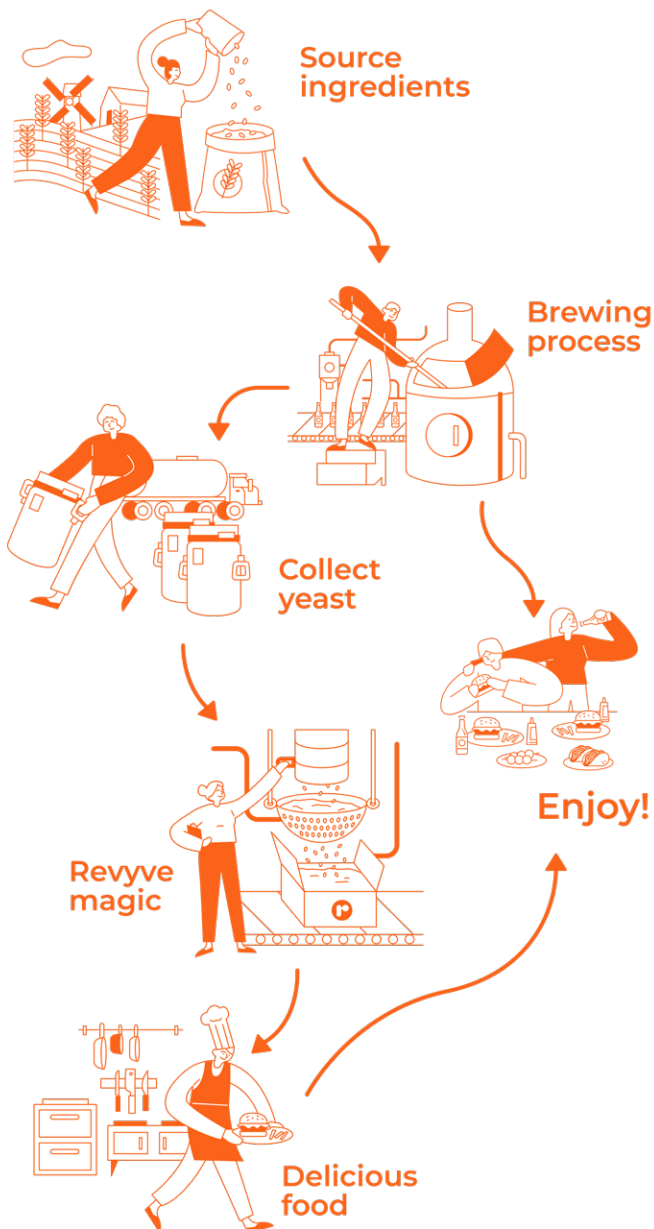 Source
ingredients
Brewing
process
Collect
yeast
Enjoy!
Revyve
magic
r
Delicious
food